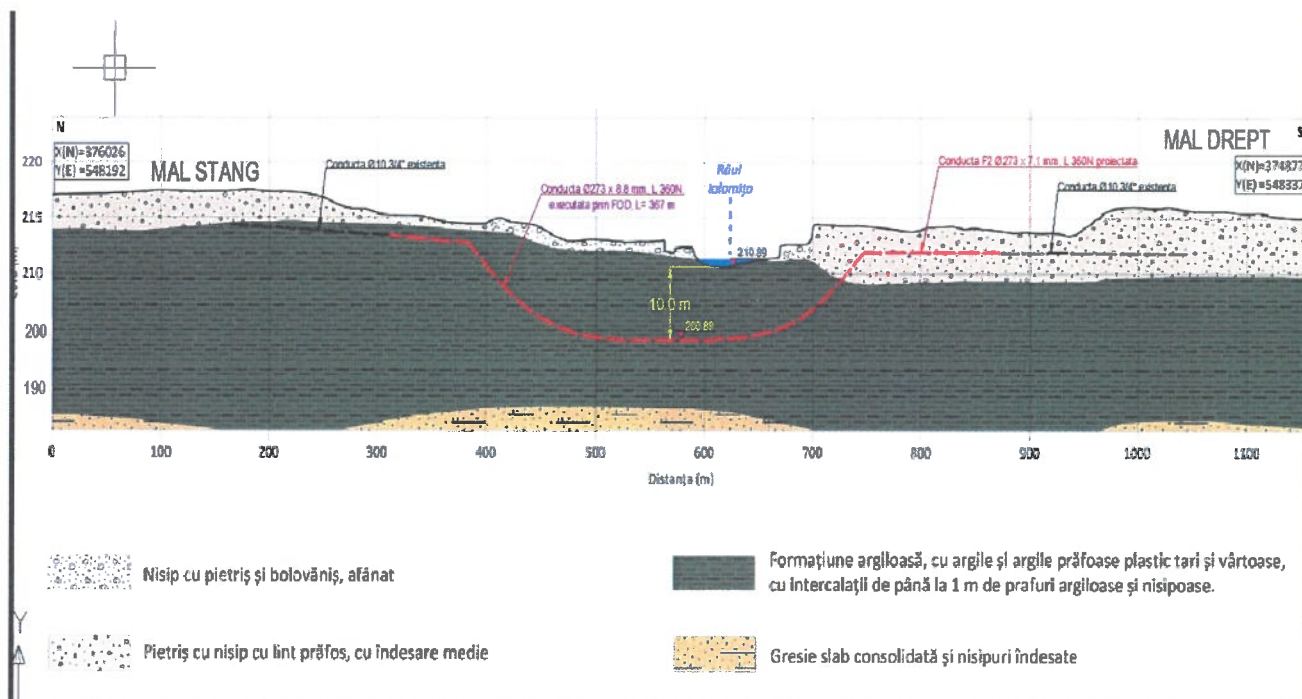 N
X(N)=376026
Y(E) =548192
MAL STANG
Conducta Ø10.3/4" existenta
Conducta Ø273 x 8.8 mm, L 360N
executata prin FOD, L= 367 m
Râul
Ialomița
210.89
10.0 m
200.89
Conducta F2 Ø273 x 7.1 mm, L 360N proiectata
MAL DREPT
S
Conducta Ø10.3/4" existenta
220
215
210
200
190
0
100
200
300
400
500
600
700
800
900
1000
1100
Distanța (m)
Nisip cu pietriș și bolovăniș, afânat
Pietriș cu nisip cu lint prăfos, cu îndesare medie
Formațiune argiloasă, cu argile și argile prăfoase plastic tari și vârtoase,
cu intercalații de până la 1 m de prafuri argiloase și nisipoase.
Gresie slab consolidată și nisipuri îndesate
Y